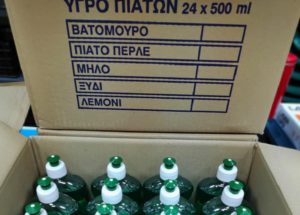 ΥΓΡΟ ΠΙΑΤΩΝ 24 x 500 ml
ΒΑΤΟΜΟΥΡΟ
ΠΙΑΤΟ ΠΕΡΛΕ
ΜΗΛΟ
ΞΥΔΙ
ΛΕΜΟΝΙ